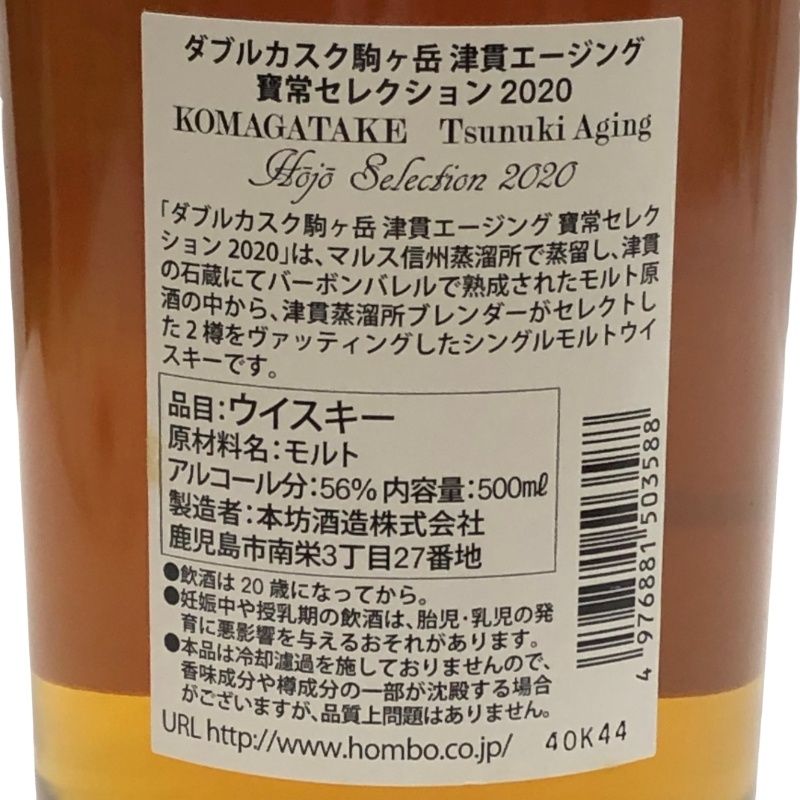 ダブルカスク駒ヶ岳 津貫エージング
寶常セレクション 2020
KOMAGATAKE Tsunuki Aging
Hōjō Selection 2020
「ダブルカスク駒ヶ岳 津貫エージング 寶常セレク
ション 2020」は、マルス信州蒸溜所で蒸留し、津貫
の石蔵にてバーボンバレルで熟成されたモルト原
酒の中から、津貫蒸溜所ブレンダーがセレクトし
た 2 樽をヴァッティングしたシングルモルトウイ
スキーです。
品目:ウイスキー
原材料名:モルト
アルコール分:56% 内容量:500㎖
製造者:本坊酒造株式会社
鹿児島市南栄3丁目27番地
●飲酒は 20 歳になってから。
●妊娠中や授乳期の飲酒は、胎児・乳児の発
育に悪影響を与えるおそれがあります。
●本品は冷却濾過を施しておりませんので、
香味成分や樽成分の一部が沈殿する場合
がございますが、品質上問題はありません。
URL http://www.hombo.co.jp/ 40K44
4 976881 503588